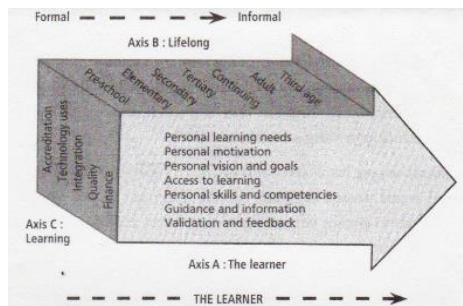 Formal Informal
Axis B : Lifelong
Pre-school
Elementary
Secondary
Tertiary
Continuing
Adult
Third-age
Accreditation
Technology uses
Integration
Quality
Finance
Personal learning needs
Personal motivation
Personal vision and goals
Access to learning
Personal skills and competencies
Guidance and information
Validation and feedback
Axis C :
Learning
Axis A : The learner
THE LEARNER